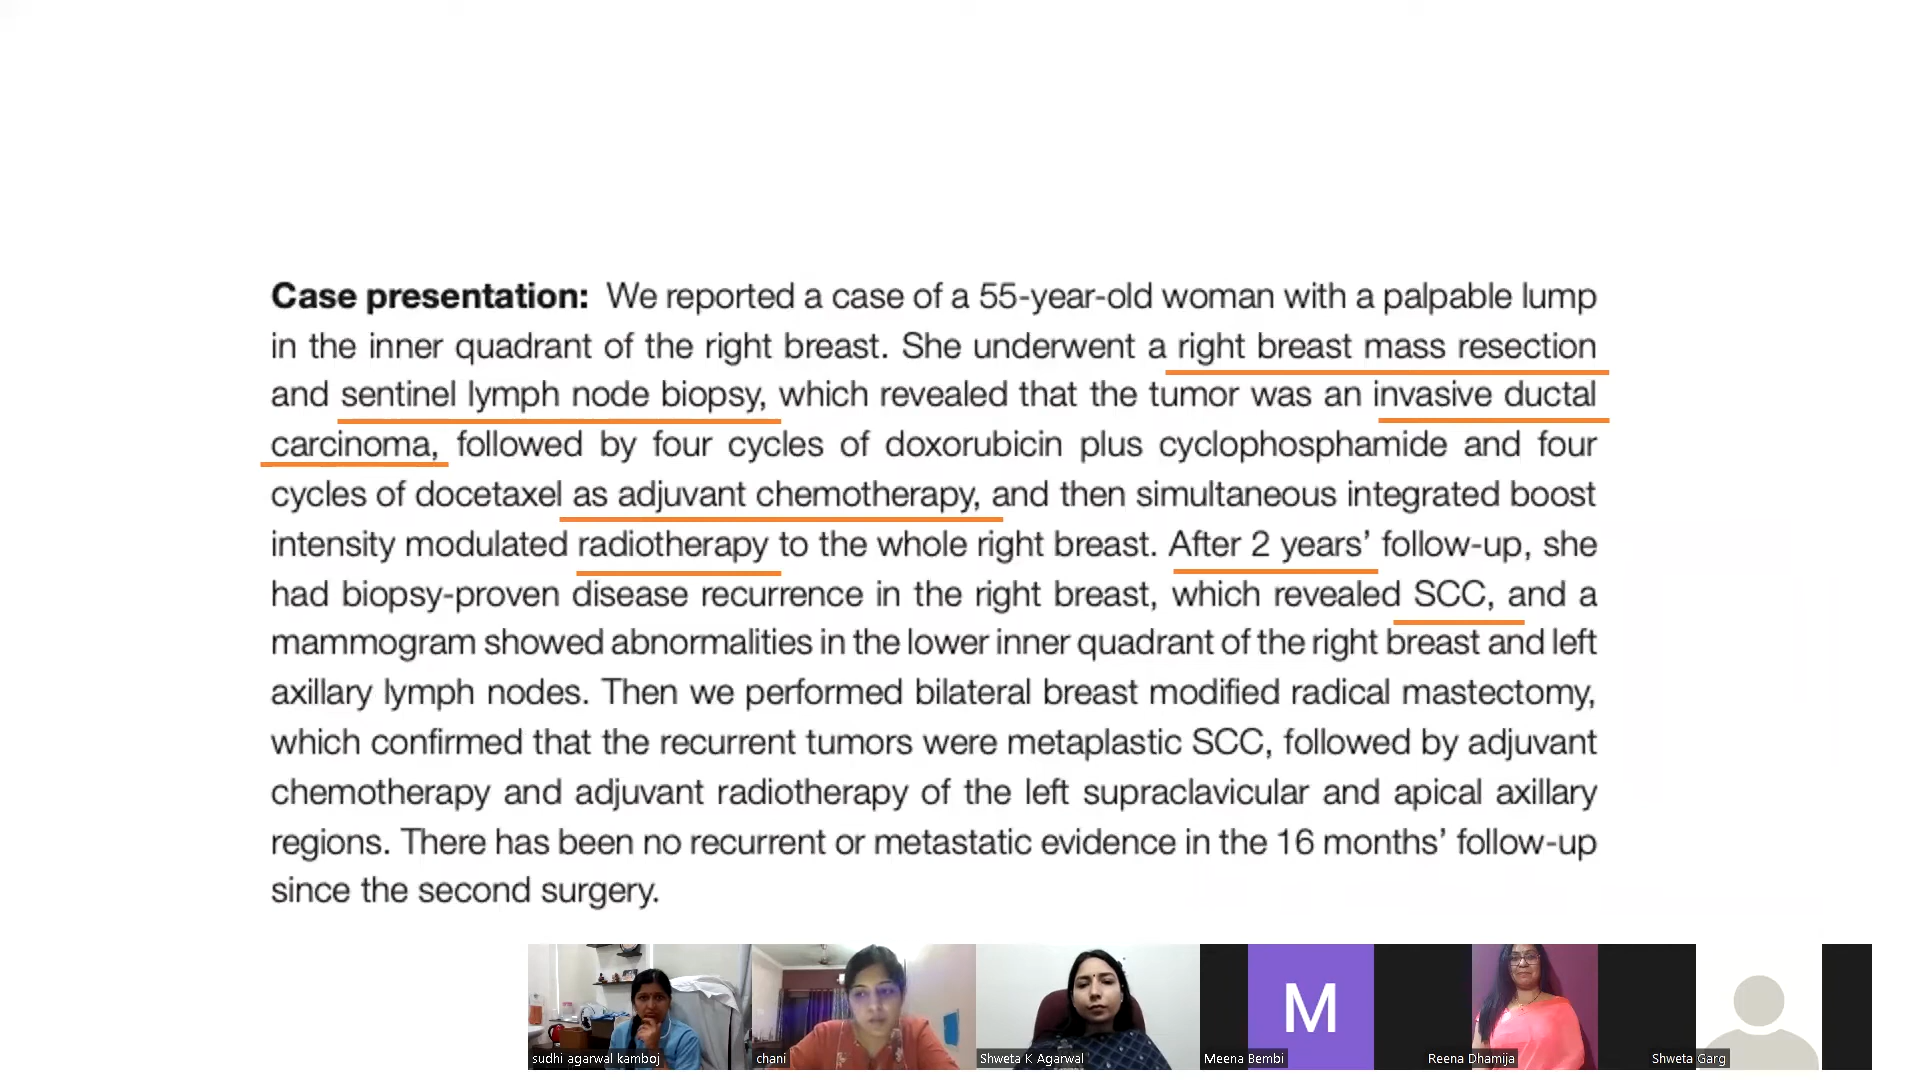 Case presentation: We reported a case of a 55-year-old woman with a palpable lump
in the inner quadrant of the right breast. She underwent a right breast mass resection
and sentinel lymph node biopsy, which revealed that the tumor was an invasive ductal
carcinoma, followed by four cycles of doxorubicin plus cyclophosphamide and four
cycles of docetaxel as adjuvant chemotherapy, and then simultaneous integrated boost
intensity modulated radiotherapy to the whole right breast. After 2 years’ follow-up, she
had biopsy-proven disease recurrence in the right breast, which revealed SCC, and a
mammogram showed abnormalities in the lower inner quadrant of the right breast and left
axillary lymph nodes. Then we performed bilateral breast modified radical mastectomy,
which confirmed that the recurrent tumors were metaplastic SCC, followed by adjuvant
chemotherapy and adjuvant radiotherapy of the left supraclavicular and apical axillary
regions. There has been no recurrent or metastatic evidence in the 16 months’ follow-up
since the second surgery.
M
sudhi agarwal kamboj
chani
Shweta K Agarwal
Meena Bembi
Reena Dhamija
Shweta Garg